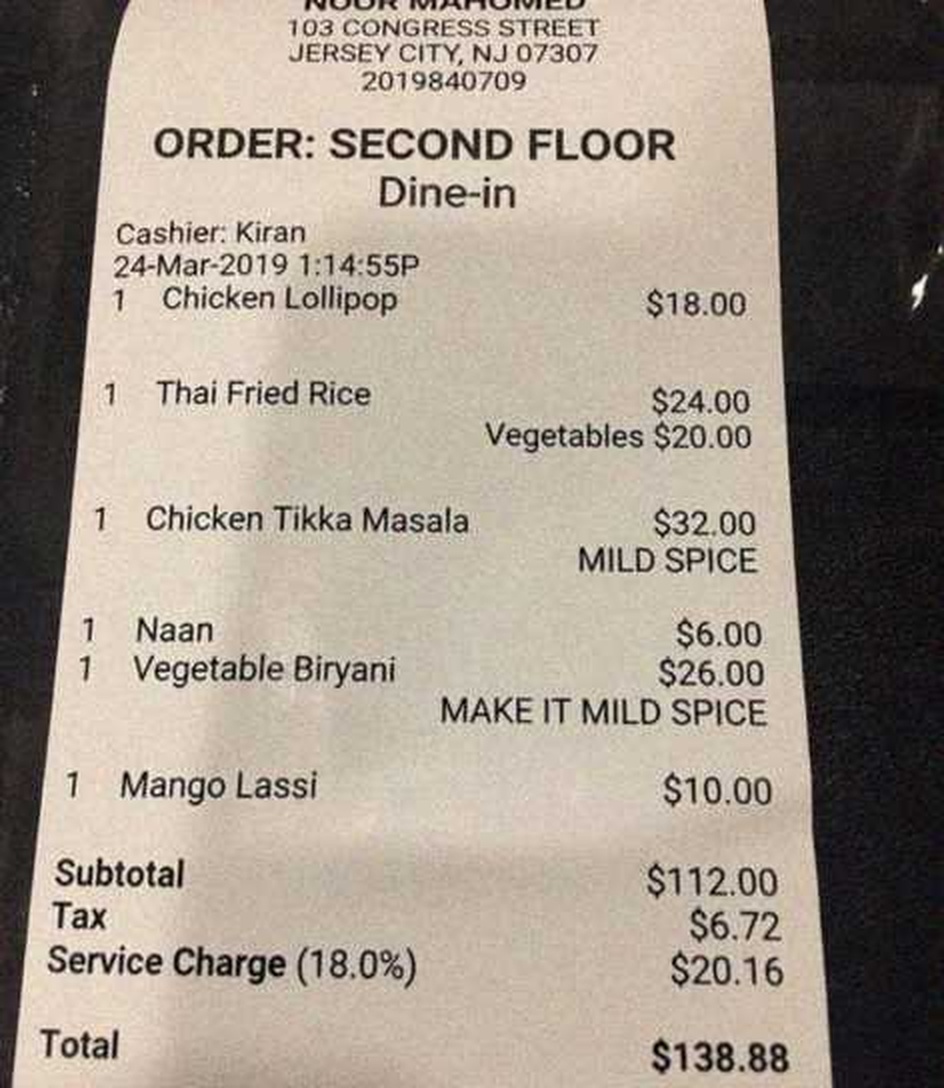 NOOR MAHOMED
103 CONGRESS STREET
JERSEY CITY, NJ 07307
2019840709
ORDER: SECOND FLOOR
Dine-in
Cashier: Kiran
24-Mar-2019 1:14:55P
1 Chicken Lollipop $18.00
1 Thai Fried Rice $24.00
Vegetables $20.00
1 Chicken Tikka Masala $32.00
MILD SPICE
1 Naan $6.00
1 Vegetable Biryani $26.00
MAKE IT MILD SPICE
1 Mango Lassi $10.00
Subtotal $112.00
Tax $6.72
Service Charge (18.0%) $20.16
Total $138.88